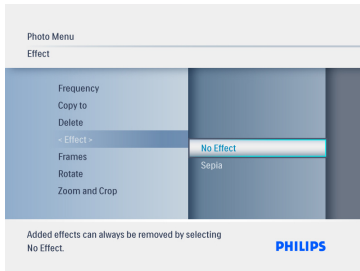 Photo Menu
Effect
Frequency
Copy to
Delete
< Effect >
Frames
Rotate
Zoom and Crop
No Effect
Sepia
Added effects can always be removed by selecting
No Effect.
PHILIPS